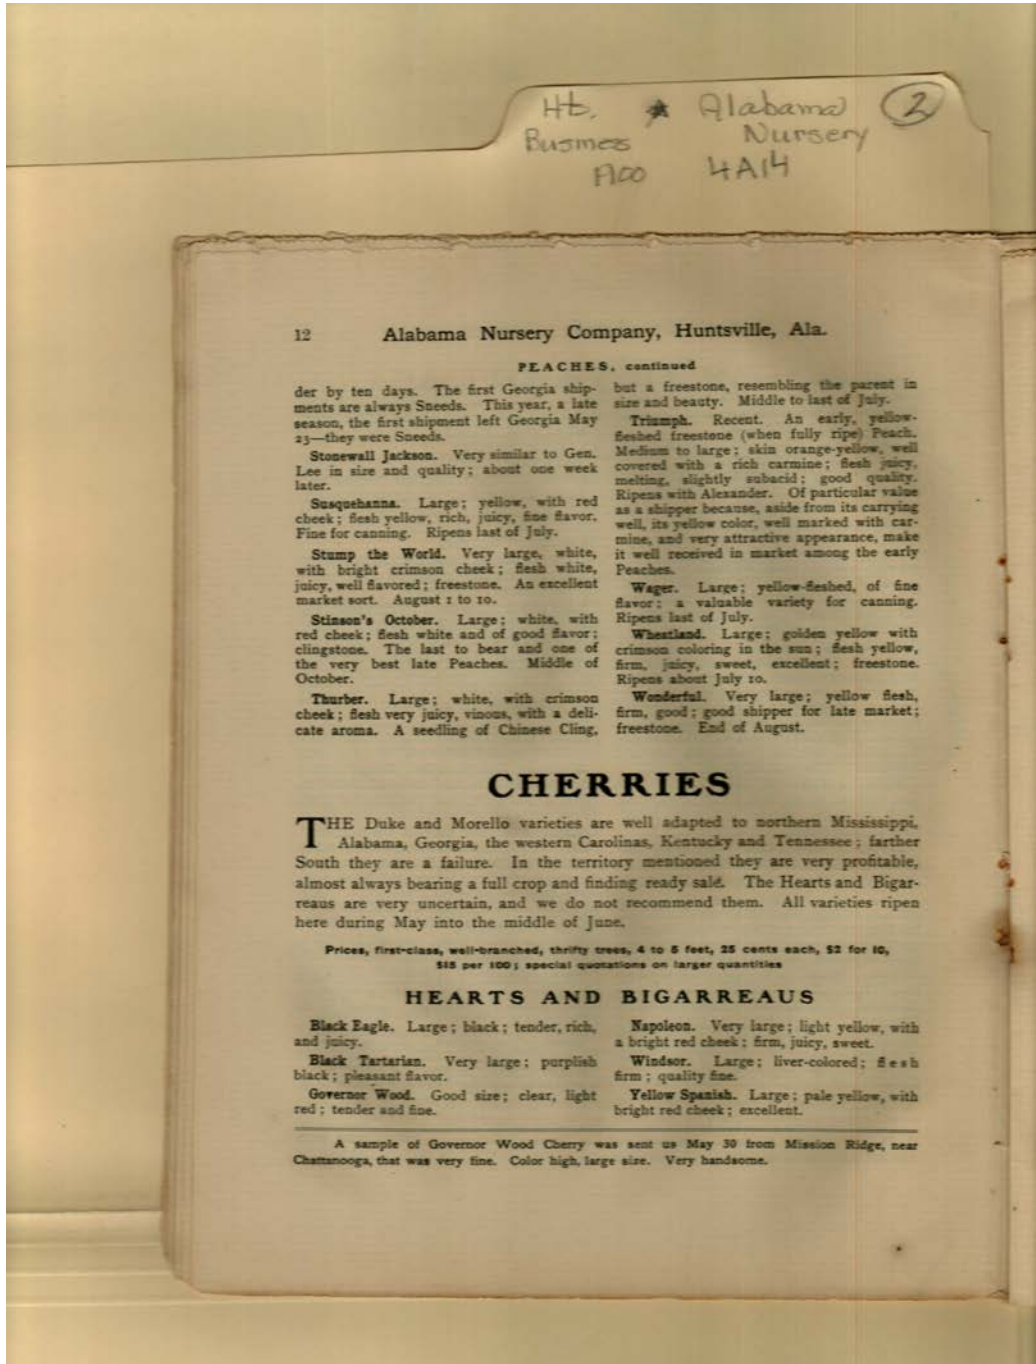 Ht. * Alabama 2
Business Nursery
A00 4A14
12 Alabama Nursery Company, Huntsville, Ala.
PEACHES, continued
der by ten days. The first Georgia ship-
ments are always Sneeds. This year, a late
season, the first shipment left Georgia May
23—they were Sneeds.
Stonewall Jackson. Very similar to Gen.
Lee in size and quality; about one week
later.
Susquehanna. Large; yellow, with red
cheek; flesh yellow, rich, juicy, fine flavor.
Fine for canning. Ripens last of July.
Stump the World. Very large, white,
with bright crimson cheek; flesh white,
juicy, well flavored; freestone. An excellent
market sort. August 1 to 10.
Stinson's October. Large; white, with
red cheek; flesh white and of good flavor;
clingstone. The last to bear and one of
the very best late Peaches. Middle of
October.
Thurber. Large; white, with crimson
cheek; flesh very juicy, vinous, with a deli-
cate aroma. A seedling of Chinese Cling,
but a freestone, resembling the parent in
size and beauty. Middle to last of July.
Triumph. Recent. An early, yellow-
fleshed freestone (when fully ripe) Peach.
Medium to large; skin orange-yellow, well
covered with a rich carmine; flesh juicy,
melting, slightly subacid; good quality.
Ripens with Alexander. Of particular value
as a shipper because, aside from its carrying
well, its yellow color, well marked with car-
mine, and very attractive appearance, make
it well received in market among the early
Peaches.
Wager. Large; yellow-fleshed, of fine
flavor; a valuable variety for canning.
Ripens last of July.
Wheatland. Large; golden yellow with
crimson coloring in the sun; flesh yellow,
firm, juicy, sweet, excellent; freestone.
Ripens about July 10.
Wonderful. Very large; yellow flesh,
firm, good; good shipper for late market;
freestone. End of August.
CHERRIES
THE Duke and Morello varieties are well adapted to northern Mississippi,
Alabama, Georgia, the western Carolinas, Kentucky and Tennessee; farther
South they are a failure. In the territory mentioned they are very profitable,
almost always bearing a full crop and finding ready sale. The Hearts and Bigar-
reaus are very uncertain, and we do not recommend them. All varieties ripen
here during May into the middle of June.
Prices, first-class, well-branched, thrifty trees, 4 to 5 feet, 25 cents each, $2 for 10,
$15 per 100; special quotations on larger quantities
HEARTS AND BIGARREAUS
Black Eagle. Large; black; tender, rich,
and juicy.
Black Tartarian. Very large; purplish
black; pleasant flavor.
Governor Wood. Good size; clear, light
red; tender and fine.
Napoleon. Very large; light yellow, with
a bright red cheek; firm, juicy, sweet.
Windsor. Large; liver-colored; flesh
firm; quality fine.
Yellow Spanish. Large; pale yellow, with
bright red cheek; excellent.
A sample of Governor Wood Cherry was sent us May 30 from Mission Ridge, near
Chattanooga, that was very fine. Color high, large size. Very handsome.